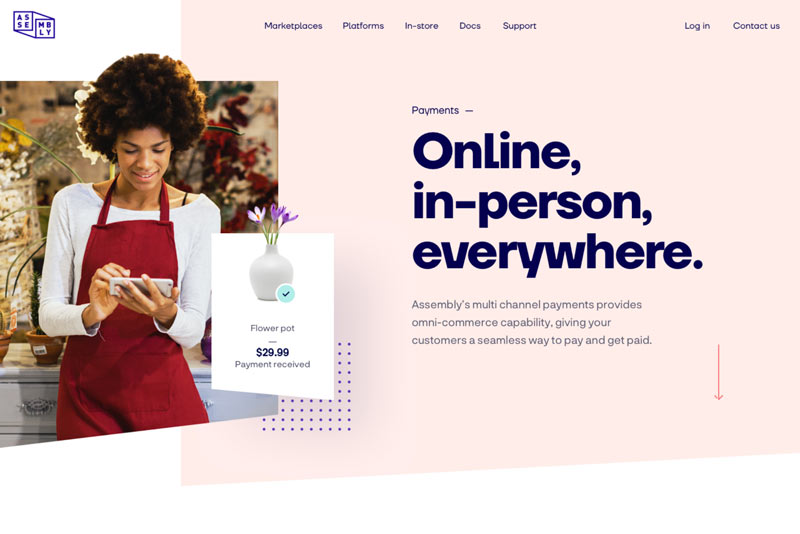 AS
SE
MB
LY
Marketplaces Platforms In-store Docs Support Log in Contact us
Payments —
Online,
in-person,
everywhere.
Assembly's multi channel payments provides
omni-commerce capability, giving your
customers a seamless way to pay and get paid.
Flower pot
—
$29.99
Payment received